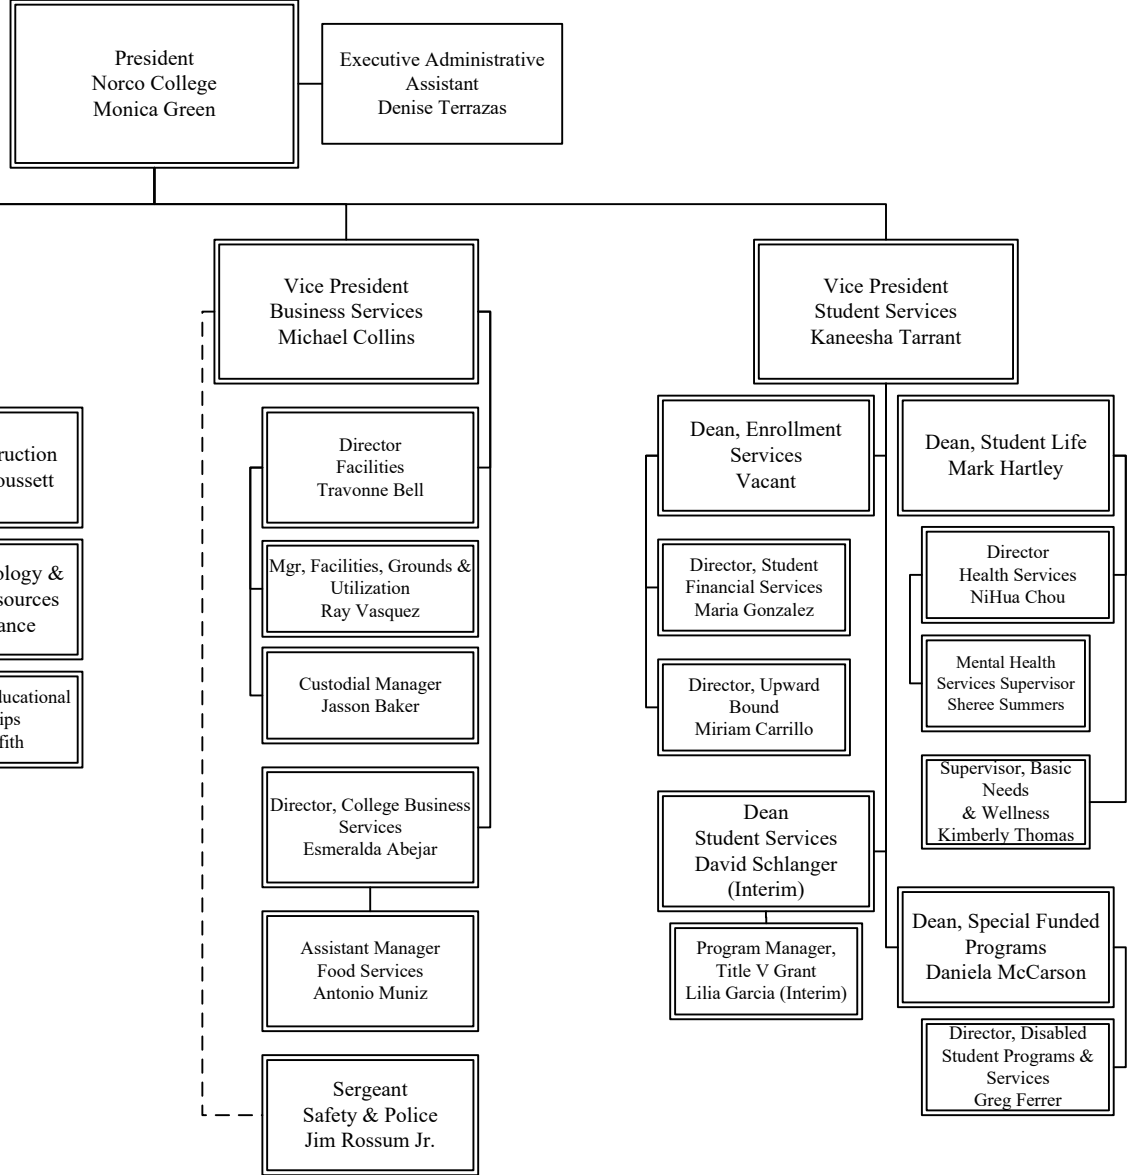 President
Norco College
Monica Green
Executive Administrative
Assistant
Denise Terrazas
Vice President
Business Services
Michael Collins
Vice President
Student Services
Kaneesha Tarrant
Director
Facilities
Travonne Bell
Mgr, Facilities, Grounds &
Utilization
Ray Vasquez
Custodial Manager
Jasson Baker
Director, College Business
Services
Esmeralda Abejar
Assistant Manager
Food Services
Antonio Muniz
Sergeant
Safety & Police
Jim Rossum Jr.
Dean, Enrollment
Services
Vacant
Director, Student
Financial Services
Maria Gonzalez
Director, Upward
Bound
Miriam Carrillo
Dean
Student Services
David Schlanger
(Interim)
Program Manager,
Title V Grant
Lilia Garcia (Interim)
Dean, Student Life
Mark Hartley
Director
Health Services
NiHua Chou
Mental Health
Services Supervisor
Sheree Summers
Supervisor, Basic
Needs
& Wellness
Kimberly Thomas
Dean, Special Funded
Programs
Daniela McCarson
Director, Disabled
Student Programs &
Services
Greg Ferrer